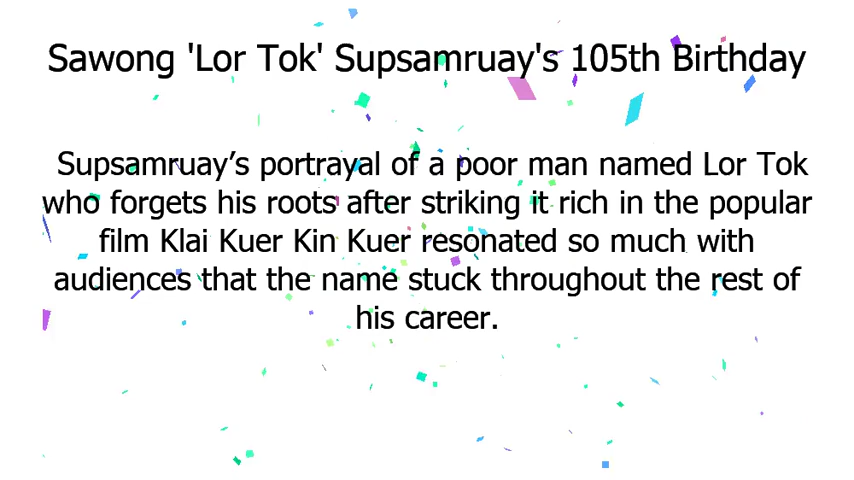 Sawong 'Lor Tok' Supsamruay's 105th Birthday
Supsamruay’s portrayal of a poor man named Lor Tok
who forgets his roots after striking it rich in the popular
film Klai Kuer Kin Kuer resonated so much with
audiences that the name stuck throughout the rest of
his career.